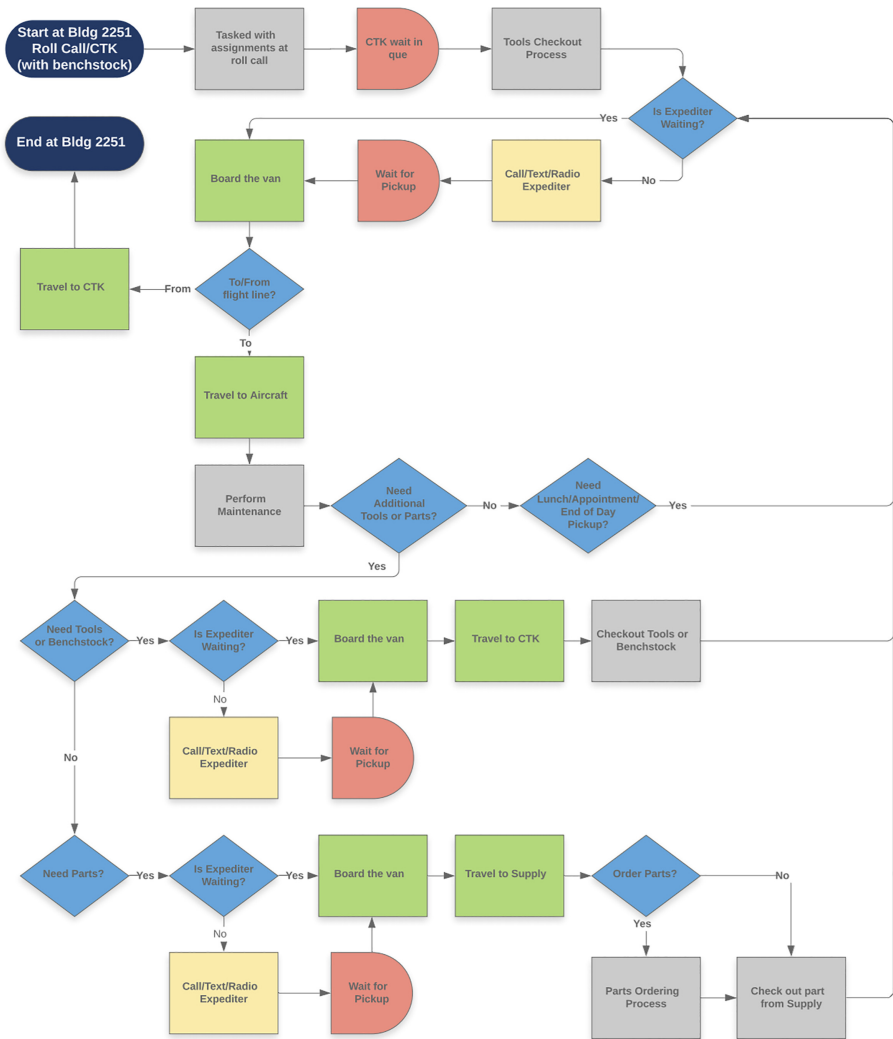 Start at Bldg 2251
Roll Call/CTK
(with benchstock)
Tasked with
assignments at
roll call
CTK wait in
que
Tools Checkout
Process
Is Expediter
Waiting?
Yes
No
End at Bldg 2251
Board the van
Wait for
Pickup
Call/Text/Radio
Expediter
Travel to CTK
From
To/From
flight line?
To
Travel to Aircraft
Perform
Maintenance
Need
Additional
Tools or Parts?
No
Need
Lunch/Appointment/
End of Day
Pickup?
Yes
Yes
Need Tools
or Benchstock?
Yes
Is Expediter
Waiting?
Yes
Board the van
Travel to CTK
Checkout Tools or
Benchstock
No
Call/Text/Radio
Expediter
Wait for
Pickup
No
Need Parts?
Yes
Is Expediter
Waiting?
Yes
Board the van
Travel to Supply
Order Parts?
No
No
Yes
Call/Text/Radio
Expediter
Wait for
Pickup
Parts Ordering
Process
Check out part
from Supply